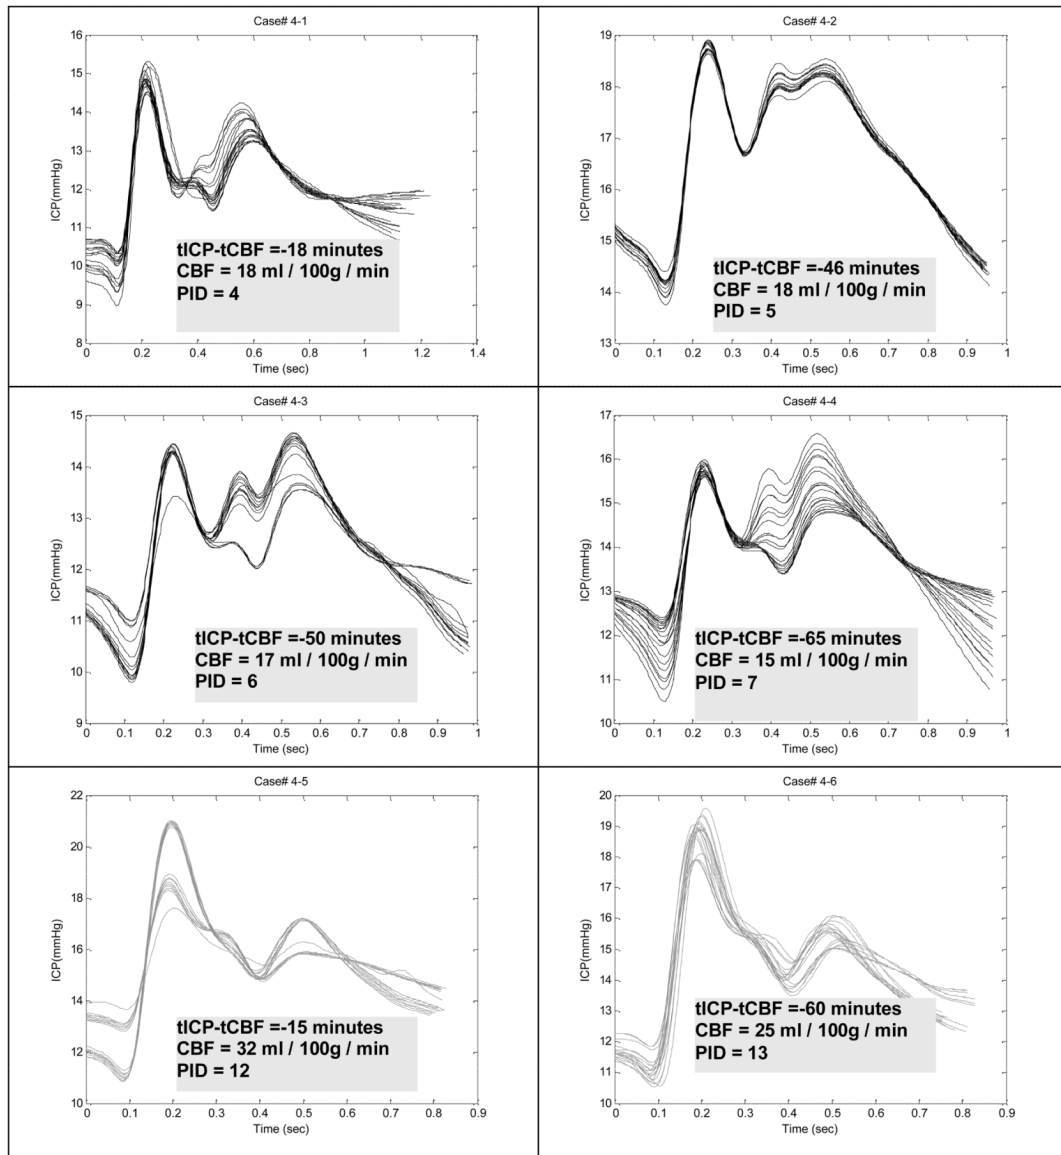 Case# 4-1
16
15
14
13
12
11
10
9
8
ICP(mmHg)
0 0.2 0.4 0.6 0.8 1 1.2 1.4
Time (sec)
tICP-tCBF =-18 minutes
CBF = 18 ml / 100g / min
PID = 4
Case# 4-2
19
18
17
16
15
14
13
ICP(mmHg)
0 0.1 0.2 0.3 0.4 0.5 0.6 0.7 0.8 0.9 1
Time (sec)
tICP-tCBF =-46 minutes
CBF = 18 ml / 100g / min
PID = 5
Case# 4-3
15
14
13
12
11
10
9
ICP(mmHg)
0 0.1 0.2 0.3 0.4 0.5 0.6 0.7 0.8 0.9 1
Time (sec)
tICP-tCBF =-50 minutes
CBF = 17 ml / 100g / min
PID = 6
Case# 4-4
17
16
15
14
13
12
11
10
ICP(mmHg)
0 0.1 0.2 0.3 0.4 0.5 0.6 0.7 0.8 0.9 1
Time (sec)
tICP-tCBF =-65 minutes
CBF = 15 ml / 100g / min
PID = 7
Case# 4-5
22
20
18
16
14
12
10
ICP(mmHg)
0 0.1 0.2 0.3 0.4 0.5 0.6 0.7 0.8 0.9
Time (sec)
tICP-tCBF =-15 minutes
CBF = 32 ml / 100g / min
PID = 12
Case# 4-6
20
19
18
17
16
15
14
13
12
11
10
ICP(mmHg)
0 0.1 0.2 0.3 0.4 0.5 0.6 0.7 0.8 0.9
Time (sec)
tICP-tCBF =-60 minutes
CBF = 25 ml / 100g / min
PID = 13